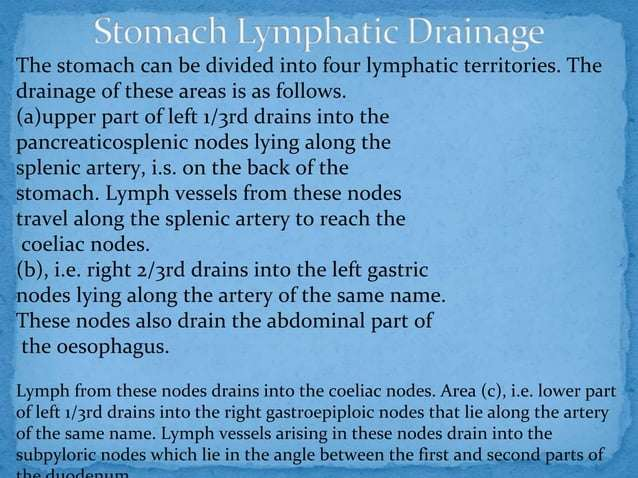 Stomach Lymphatic Drainage
The stomach can be divided into four lymphatic territories. The
drainage of these areas is as follows.
(a)upper part of left 1/3rd drains into the
pancreaticosplenic nodes lying along the
splenic artery, i.s. on the back of the
stomach. Lymph vessels from these nodes
travel along the splenic artery to reach the
coeliac nodes.
(b), i.e. right 2/3rd drains into the left gastric
nodes lying along the artery of the same name.
These nodes also drain the abdominal part of
the oesophagus.
Lymph from these nodes drains into the coeliac nodes. Area (c), i.e. lower part
of left 1/3rd drains into the right gastroepiploic nodes that lie along the artery
of the same name. Lymph vessels arising in these nodes drain into the
subpyloric nodes which lie in the angle between the first and second parts of
the duodenum